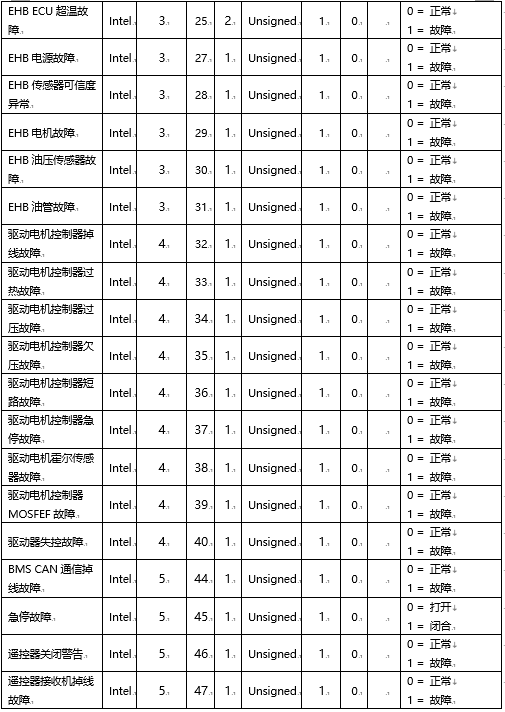 EHB ECU 超温故 Intel 3 25 2 Unsigned 1 0 0 = 正常
障 1 = 故障
EHB 电源故障 Intel 3 27 1 Unsigned 1 0 0 = 正常
1 = 故障
EHB 传感器可信度 Intel 3 28 1 Unsigned 1 0 0 = 正常
异常 1 = 故障
EHB 电机故障 Intel 3 29 1 Unsigned 1 0 0 = 正常
1 = 故障
EHB 油压传感器故 Intel 3 30 1 Unsigned 1 0 0 = 正常
障 1 = 故障
EHB 油管故障 Intel 3 31 1 Unsigned 1 0 0 = 正常
1 = 故障
驱动电机控制器掉 Intel 4 32 1 Unsigned 1 0 0 = 正常
线故障 1 = 故障
驱动电机控制器过 Intel 4 33 1 Unsigned 1 0 0 = 正常
热故障 1 = 故障
驱动电机控制器过 Intel 4 34 1 Unsigned 1 0 0 = 正常
压故障 1 = 故障
驱动电机控制器欠 Intel 4 35 1 Unsigned 1 0 0 = 正常
压故障 1 = 故障
驱动电机控制器短 Intel 4 36 1 Unsigned 1 0 0 = 正常
路故障 1 = 故障
驱动电机控制器急 Intel 4 37 1 Unsigned 1 0 0 = 正常
停故障 1 = 故障
驱动电机霍尔传感 Intel 4 38 1 Unsigned 1 0 0 = 正常
器故障 1 = 故障
驱动电机控制器 Intel 4 39 1 Unsigned 1 0 0 = 正常
MOSFEF 故障 1 = 故障
驱动器失控故障 Intel 4 40 1 Unsigned 1 0 0 = 正常
1 = 故障
BMS CAN 通信掉 Intel 5 44 1 Unsigned 1 0 0 = 正常
线故障 1 = 故障
急停故障 Intel 5 45 1 Unsigned 1 0 0 = 打开
1 = 闭合
遥控器关闭警告 Intel 5 46 1 Unsigned 1 0 0 = 正常
1 = 故障
遥控器接收机掉线 Intel 5 47 1 Unsigned 1 0 0 = 正常
故障 1 = 故障